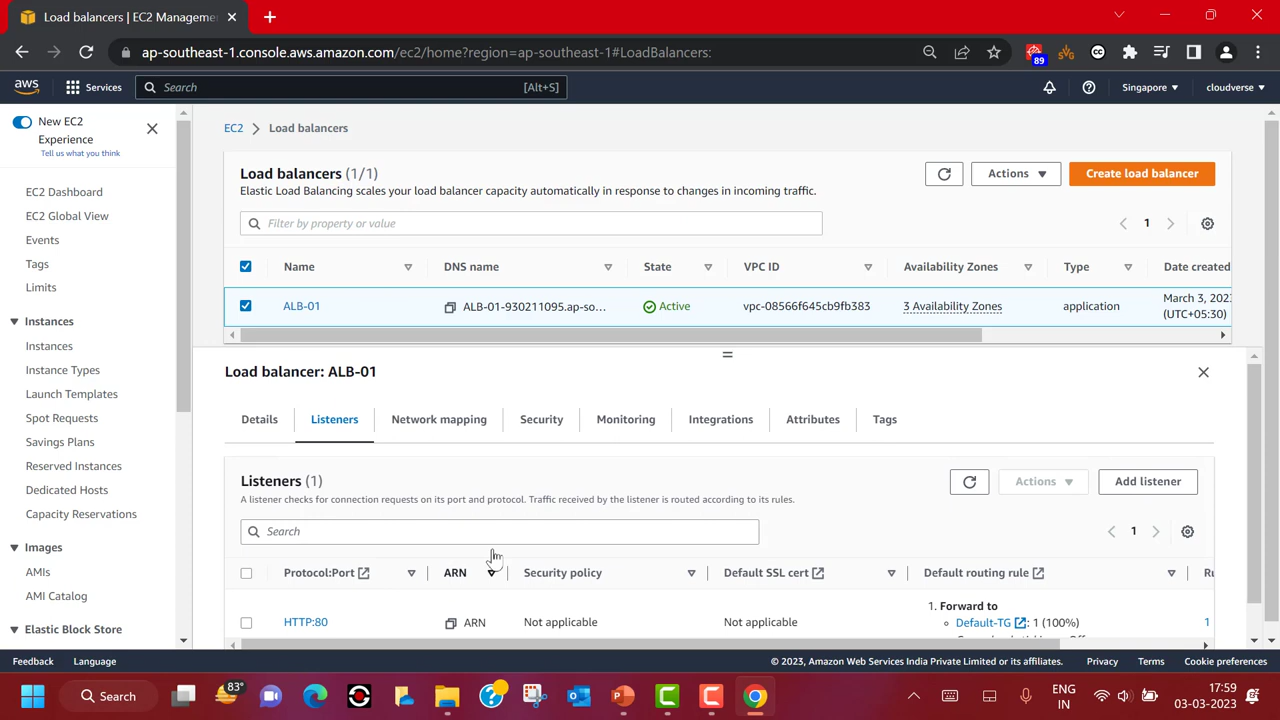 Load balancers | EC2 Manageme
ap-southeast-1.console.aws.amazon.com/ec2/home?region=ap-southeast-1#LoadBalancers:
89
SVG
CC
aws
Services
Search
[Alt+S]
Singapore
cloudverse
New EC2
Experience
Tell us what you think
EC2 Dashboard
EC2 Global View
Events
Tags
Limits
Instances
Instances
Instance Types
Launch Templates
Spot Requests
Savings Plans
Reserved Instances
Dedicated Hosts
Capacity Reservations
Images
AMIs
AMI Catalog
Elastic Block Store
EC2 > Load balancers
Load balancers (1/1)
Actions
Create load balancer
Elastic Load Balancing scales your load balancer capacity automatically in response to changes in incoming traffic.
Filter by property or value
1
Name DNS name State VPC ID Availability Zones Type Date created
ALB-01 ALB-01-930211095.ap-so... Active vpc-08566f645cb9fb383 3 Availability Zones application March 3, 202
(UTC+05:30)
Load balancer: ALB-01
Details Listeners Network mapping Security Monitoring Integrations Attributes Tags
Listeners (1)
Actions
Add listener
A listener checks for connection requests on its port and protocol. Traffic received by the listener is routed according to its rules.
Search
1
Protocol:Port ARN Security policy Default SSL cert Default routing rule Ru
HTTP:80 ARN Not applicable Not applicable
1. Forward to
Default-TG : 1 (100%)
1
Feedback Language © 2023, Amazon Web Services India Private Limited or its affiliates. Privacy Terms Cookie preferences
Search
83°
ENG
IN
17:59
03-03-2023